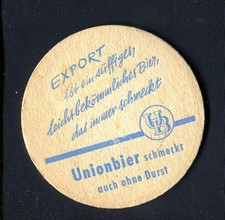 EXPORT
ist ein süffiges,
leichtbekömmliches Bier,
das immer schmeckt
UB
Unionbier schmeckt
auch ohne Durst